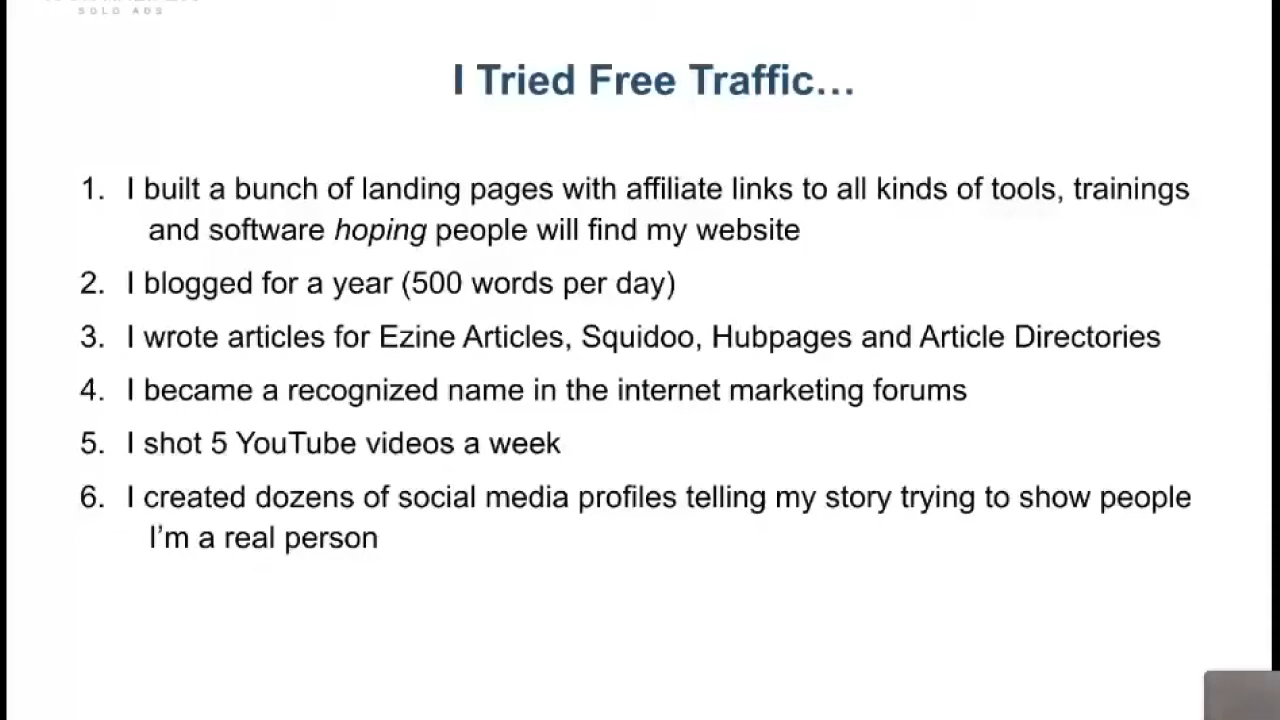 SOLO ADS
I Tried Free Traffic...
1. I built a bunch of landing pages with affiliate links to all kinds of tools, trainings
and software hoping people will find my website
2. I blogged for a year (500 words per day)
3. I wrote articles for Ezine Articles, Squidoo, Hubpages and Article Directories
4. I became a recognized name in the internet marketing forums
5. I shot 5 YouTube videos a week
6. I created dozens of social media profiles telling my story trying to show people
I'm a real person